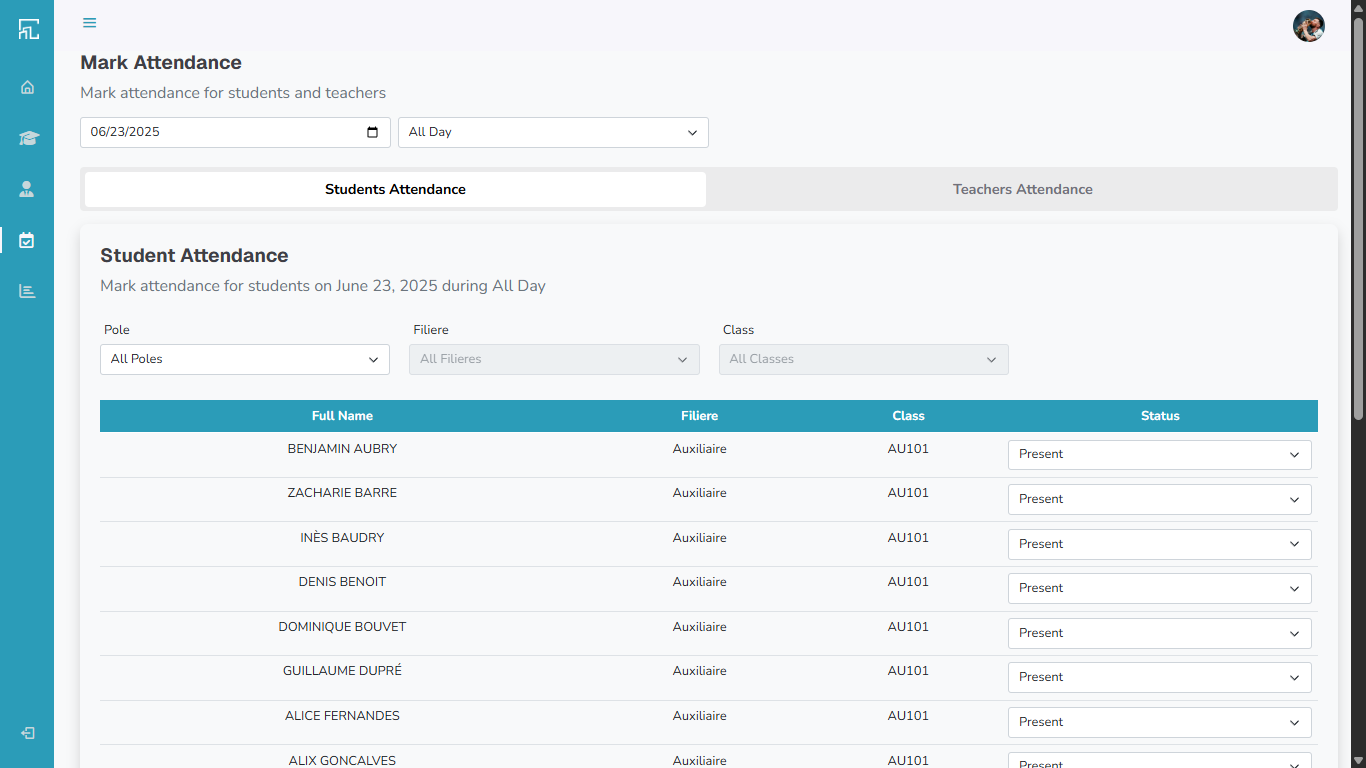 Mark Attendance
Mark attendance for students and teachers
06/23/2025 All Day
Students Attendance Teachers Attendance
Student Attendance
Mark attendance for students on June 23, 2025 during All Day
Pole Filiere Class
All Poles All Filieres All Classes
Full Name Filiere Class Status
BENJAMIN AUBRY Auxiliaire AU101 Present
ZACHARIE BARRE Auxiliaire AU101 Present
INÈS BAUDRY Auxiliaire AU101 Present
DENIS BENOIT Auxiliaire AU101 Present
DOMINIQUE BOUVET Auxiliaire AU101 Present
GUILLAUME DUPRÉ Auxiliaire AU101 Present
ALICE FERNANDES Auxiliaire AU101 Present
ALIX GONCALVES Auxiliaire AU101 Present